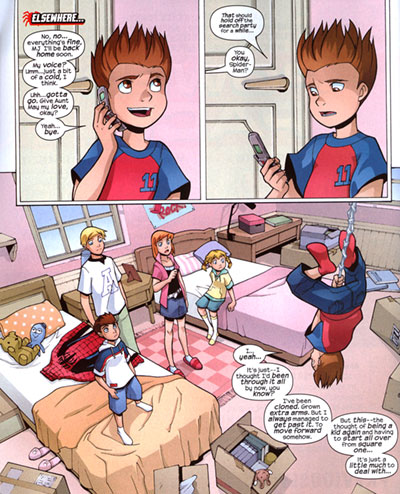 ELSEWHERE...
No, no...
everything's fine,
MJ. I'll be back
home soon.
My voice?
Umm...just a bit
of a cold, I
think.
Uhh...gotta
go. Give Aunt
May my love,
okay?
Yeah...
bye.
That should
hold off the
search party
for a while...
You
okay,
Spider-
Man?
11
11
I...
yeah...
It's just--I
thought I'd been
through it all
by now, you
know?
I've
been cloned. Grown
extra arms. But I
always managed to
get past it. To
move forward
somehow.
But this--the
thought of being a
kid again and having
to start all over
from square
one...
It's just a
little much to
deal with...